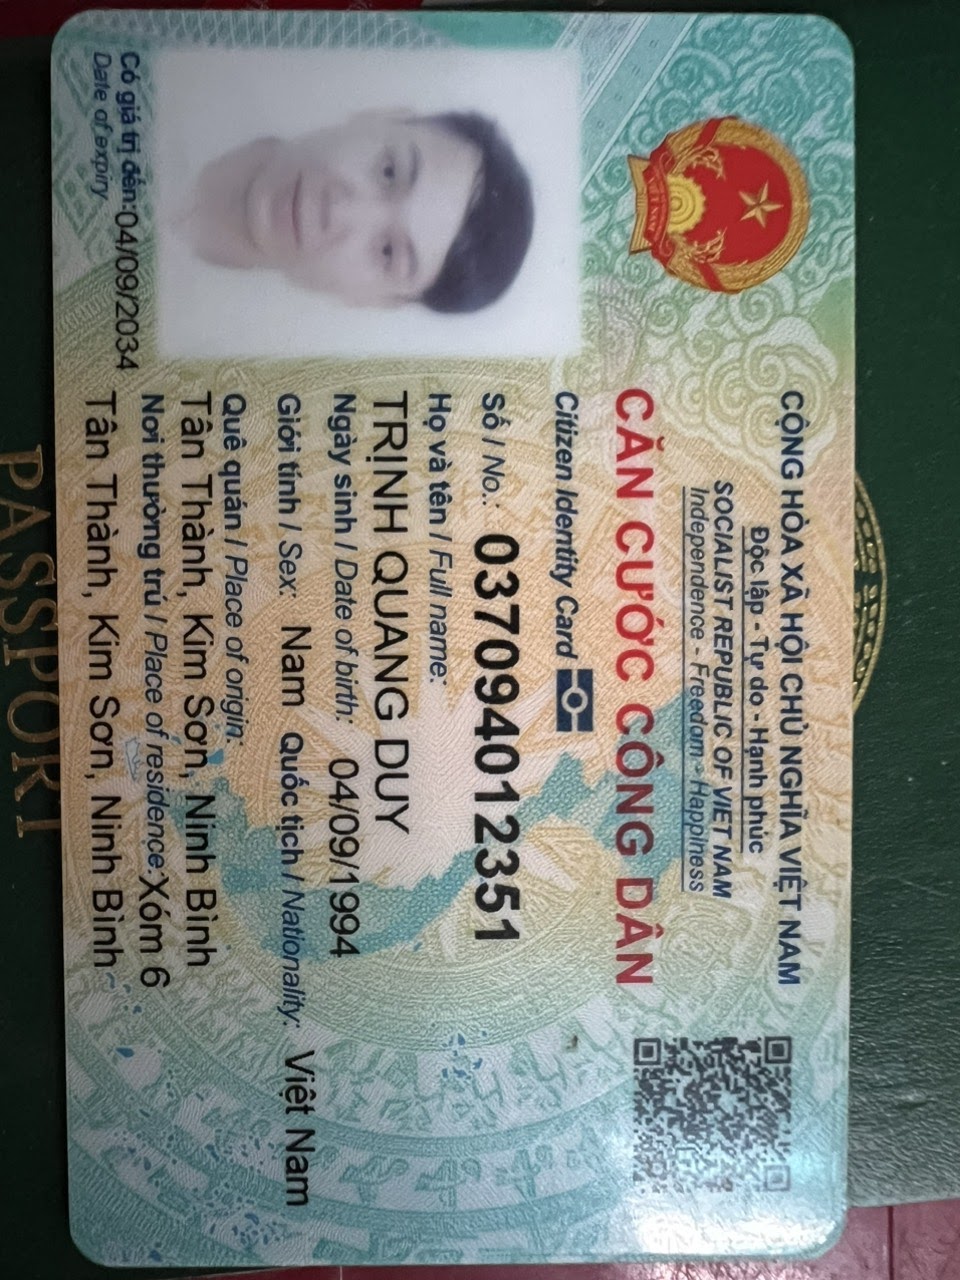 CỘNG HÒA XÃ HỘI CHỦ NGHĨA VIỆT NAM
Độc lập - Tự do - Hạnh phúc
SOCIALIST REPUBLIC OF VIET NAM
Independence - Freedom - Happiness
CĂN CƯỚC CÔNG DÂN
Citizen Identity Card
Số / No.: 037094012351
Họ và tên / Full name:
TRỊNH QUANG DUY
Ngày sinh / Date of birth: 04/09/1994
Giới tính / Sex: Nam Quốc tịch / Nationality: Việt Nam
Quê quán / Place of origin:
Tân Thành, Kim Sơn, Ninh Bình
Nơi thường trú / Place of residence: Xóm 6
Tân Thành, Kim Sơn, Ninh Bình
Có giá trị đến: 04/09/2034
Date of expiry
VIỆT NAM
PASSPORT